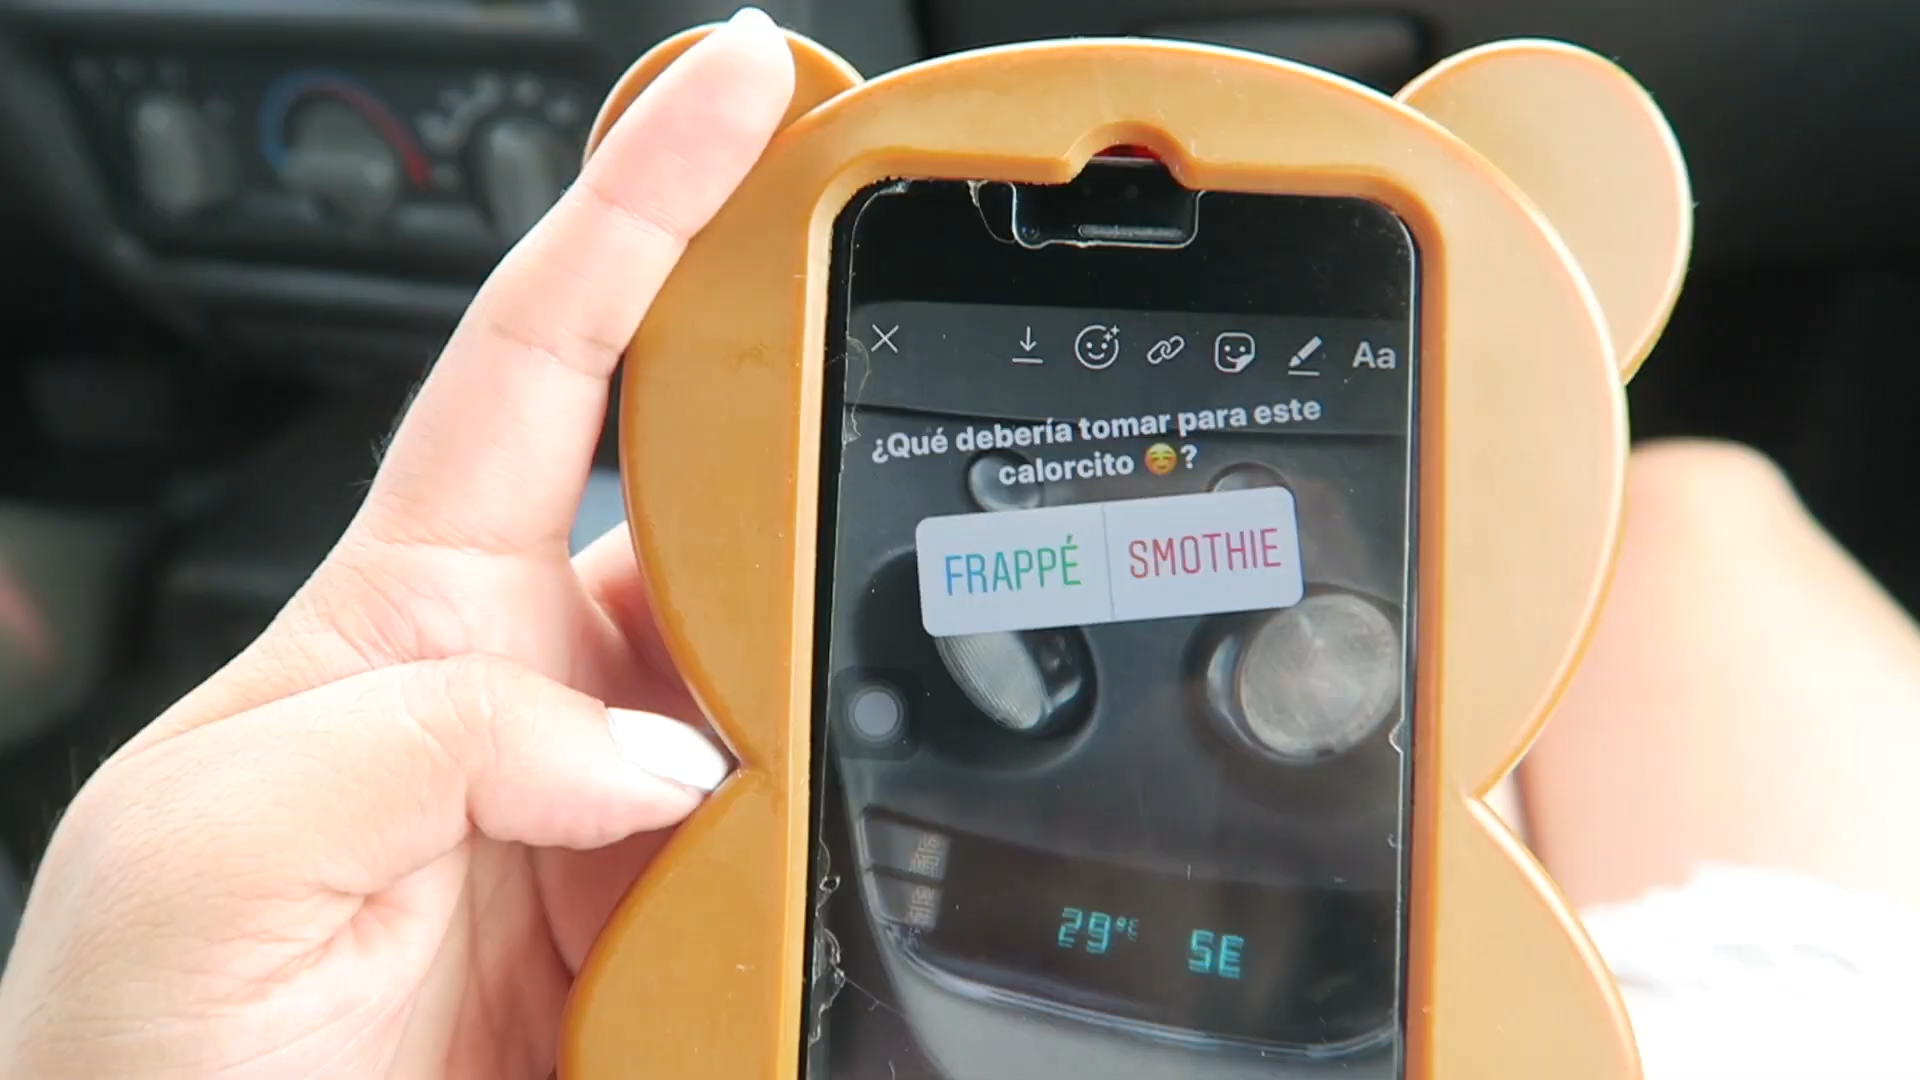 Aa
¿Qué debería tomar para este
calorcito ☺️?
FRAPPÉ
SMOTHIE
29°C SE